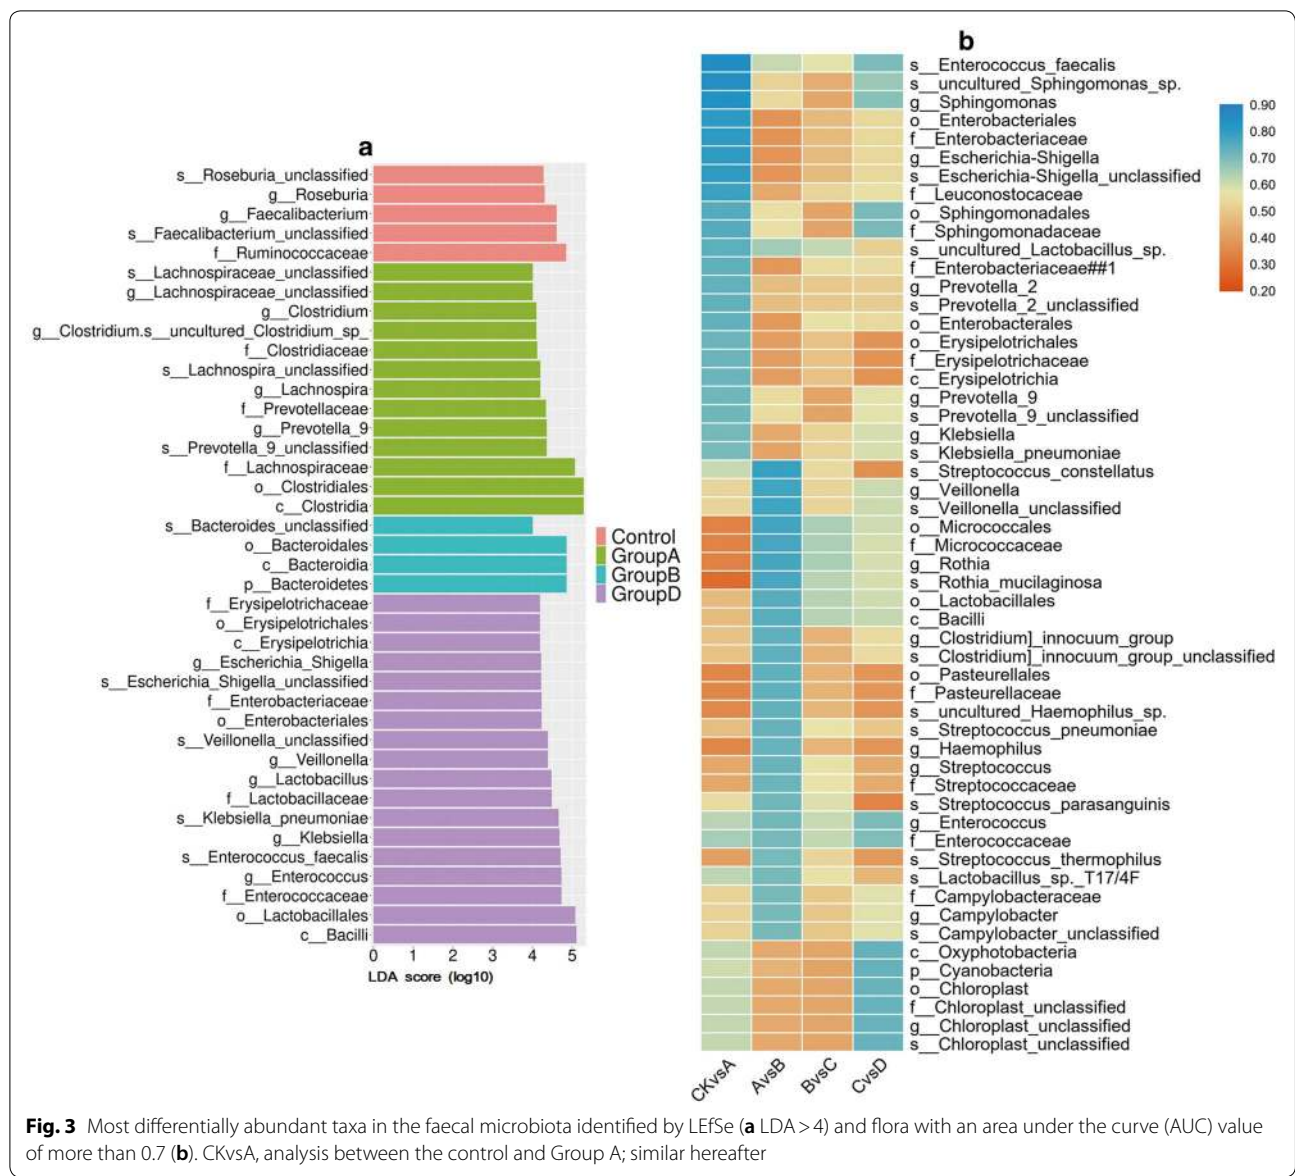 a
s__Roseburia_unclassified
g__Roseburia
g__Faecalibacterium
s__Faecalibacterium_unclassified
f__Ruminococcaceae
s__Lachnospiraceae_unclassified
g__Lachnospiraceae_unclassified
g__Clostridium
g__Clostridium.s__uncultured_Clostridium_sp_
f__Clostridiaceae
s__Lachnospira_unclassified
g__Lachnospira
f__Prevotellaceae
g__Prevotella_9
s__Prevotella_9_unclassified
f__Lachnospiraceae
o__Clostridiales
c__Clostridia
s__Bacteroides_unclassified
o__Bacteroidales
c__Bacteroidia
p__Bacteroidetes
f__Erysipelotrichaceae
o__Erysipelotrichales
c__Erysipelotrichia
g__Escherichia_Shigella
s__Escherichia_Shigella_unclassified
f__Enterobacteriaceae
o__Enterobacteriales
s__Veillonella_unclassified
g__Veillonella
g__Lactobacillus
f__Lactobacillaceae
s__Klebsiella_pneumoniae
g__Klebsiella
s__Enterococcus_faecalis
g__Enterococcus
f__Enterococcaceae
o__Lactobacillales
c__Bacilli
0 1 2 3 4 5
LDA score (log10)
Control
GroupA
GroupB
GroupD
b
s__Enterococcus_faecalis
s__uncultured_Sphingomonas_sp.
g__Sphingomonas
o__Enterobacteriales
f__Enterobacteriaceae
g__Escherichia-Shigella
s__Escherichia-Shigella_unclassified
f__Leuconostocaceae
o__Sphingomonadales
f__Sphingomonadaceae
s__uncultured_Lactobacillus_sp.
f__Enterobacteriaceae##1
g__Prevotella_2
s__Prevotella_2_unclassified
o__Enterobacterales
o__Erysipelotrichales
f__Erysipelotrichaceae
c__Erysipelotrichia
g__Prevotella_9
s__Prevotella_9_unclassified
g__Klebsiella
s__Klebsiella_pneumoniae
s__Streptococcus_constellatus
g__Veillonella
s__Veillonella_unclassified
o__Micrococcales
f__Micrococcaceae
g__Rothia
s__Rothia_mucilaginosa
o__Lactobacillales
c__Bacilli
g__Clostridium]_innocuum_group
s__Clostridium]_innocuum_group_unclassified
o__Pasteurellales
f__Pasteurellaceae
s__uncultured_Haemophilus_sp.
s__Streptococcus_pneumoniae
g__Haemophilus
g__Streptococcus
f__Streptococcaceae
s__Streptococcus_parasanguinis
g__Enterococcus
f__Enterococcaceae
s__Streptococcus_thermophilus
s__Lactobacillus_sp._T17/4F
f__Campylobacteraceae
g__Campylobacter
s__Campylobacter_unclassified
c__Oxyphotobacteria
p__Cyanobacteria
o__Chloroplast
f__Chloroplast_unclassified
g__Chloroplast_unclassified
s__Chloroplast_unclassified
CKvsA AvsB BvsC CvsD
0.90
0.80
0.70
0.60
0.50
0.40
0.30
0.20
Fig. 3 Most differentially abundant taxa in the faecal microbiota identified by LEfSe (a LDA > 4) and flora with an area under the curve (AUC) value
of more than 0.7 (b). CKvsA, analysis between the control and Group A; similar hereafter